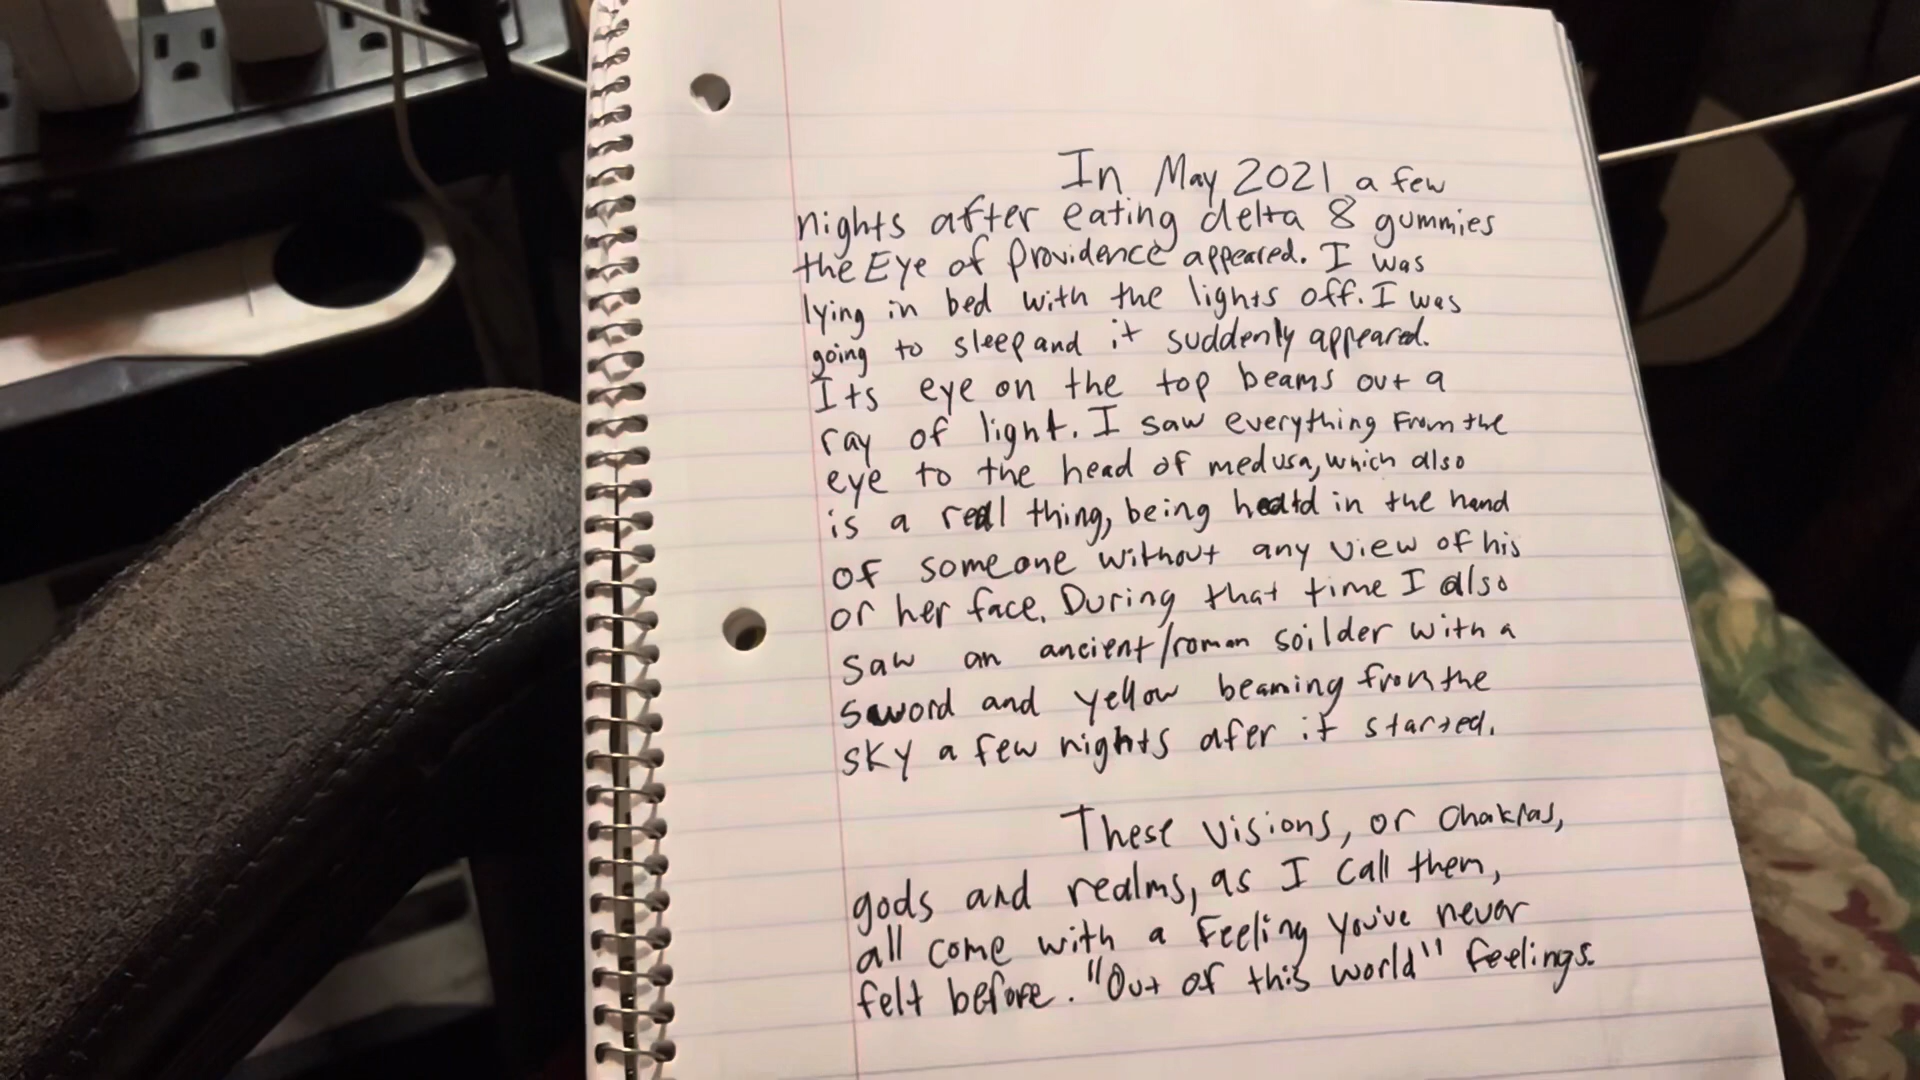 In May 2021 a few
nights after eating delta 8 gummies
the Eye of Providence appeared. I was
lying in bed with the lights off. I was
going to sleep and it suddenly appeared.
Its eye on the top beams out a
ray of light. I saw everything From the
eye to the head of medusa, which also
is a real thing, being in the hand
of someone without any view of his
or her face. During that time I also
saw an ancient/roman soilder with a
sword and yellow beaming from the
sky a few nights afer it started.
These visions, or Chakras,
gods and realms, as I call them,
all come with a Feeling you've never
felt before. "Out of this world" feelings.